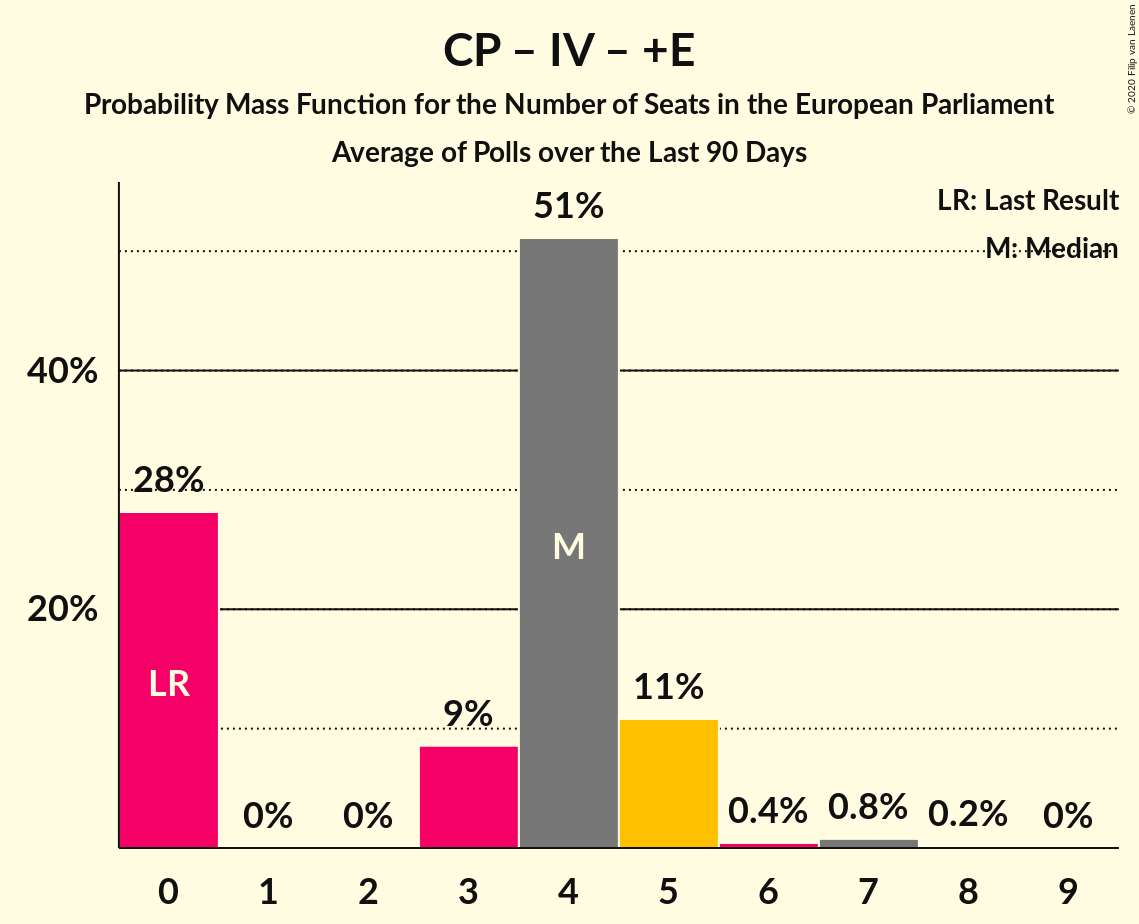 CP – IV – +E
Probability Mass Function for the Number of Seats in the European Parliament
Average of Polls over the Last 90 Days
© 2020 Filip van Laenen
LR: Last Result
M: Median
51%
40%
28%
M
20%
LR
11%
9%
0% 0% 0.4% 0.8% 0.2% 0%
0 1 2 3 4 5 6 7 8 9